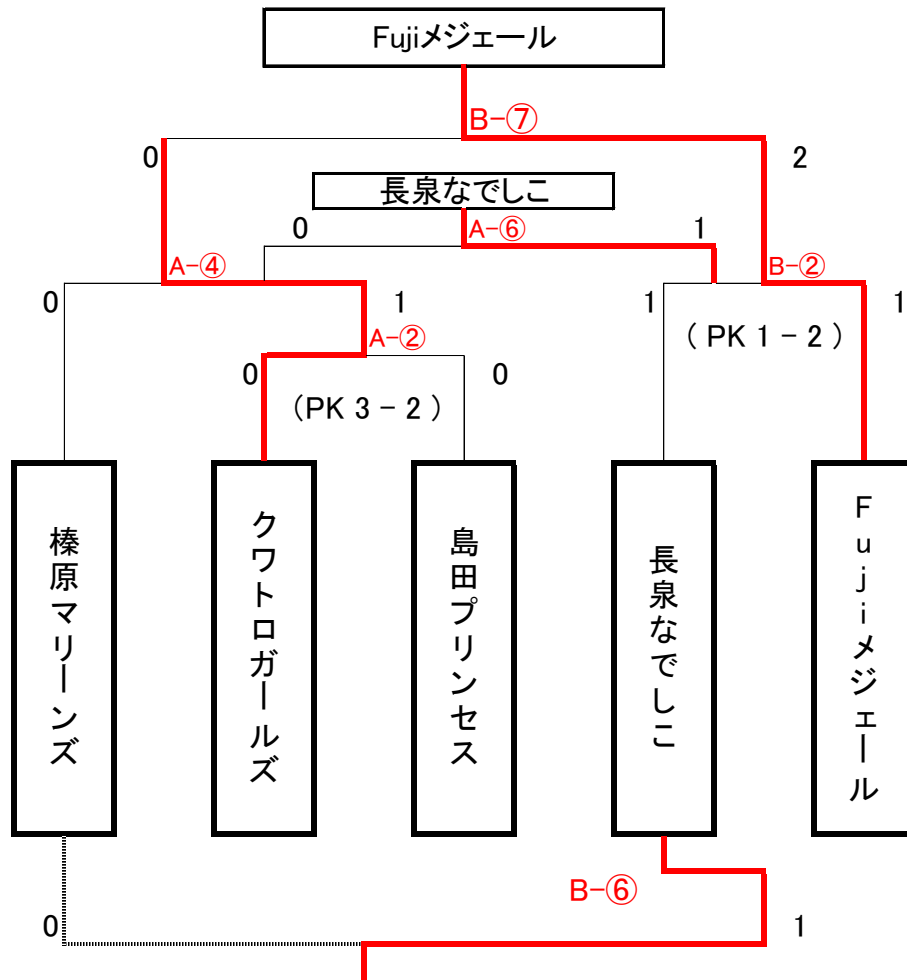 Fujiメジェール
B-⑦
0
2
長泉なでしこ
0
A-⑥
1
A-④
B-②
0
1
1
1
A-②
(PK 1-2)
0
0
(PK 3-2)
榛原マリーンズ
クワトロガールズ
島田プリンセス
長泉なでしこ
Fujiメジェール
B-⑥
0
1